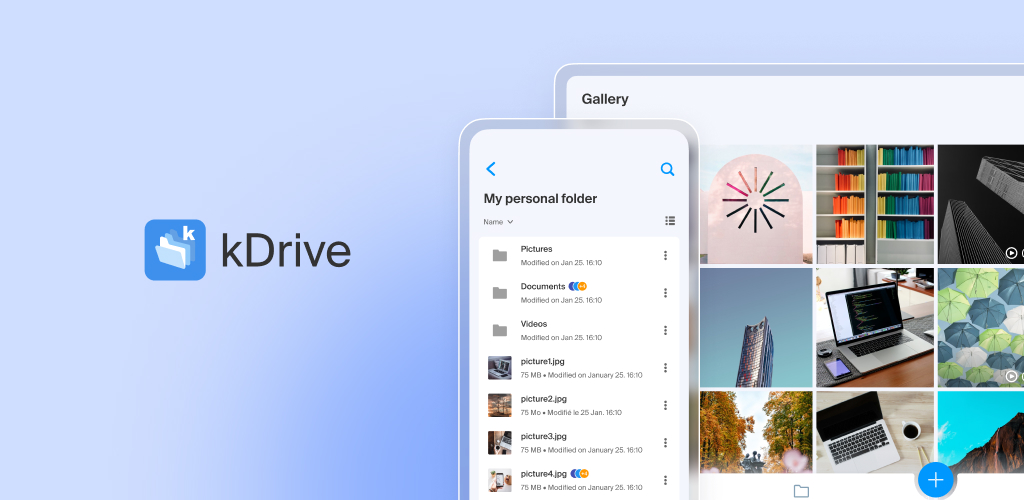 k
kDrive
Gallery
My personal folder
Name
Pictures
Modified on Jan 25. 16:10
Documents
Modified on Jan 25. 16:10
Videos
Modified on Jan 25. 16:10
picture1.jpg
75 MB • Modified on January 25. 16:10
picture2.jpg
75 Mo • Modifié le 25 Jan. 16:10
picture3.jpg
75 MB • Modified on January 25. 16:10
picture4.jpg
75 MB • Modified on January 25. 16:10